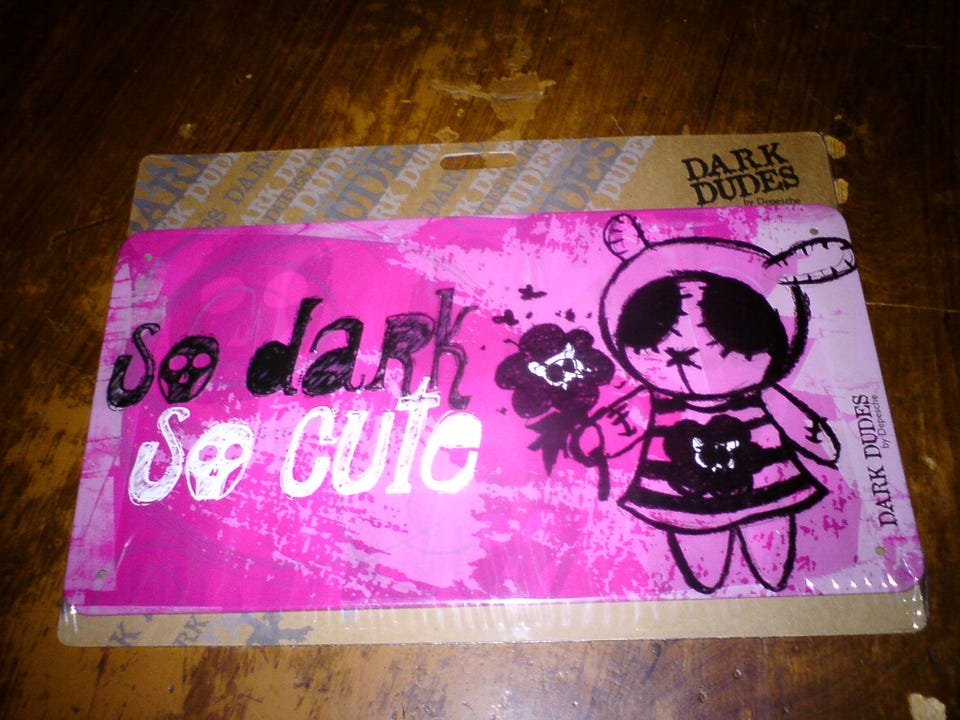 DARK
DUDES
by Depesche
so dark
so cute
DARK DUDES
by Depesche